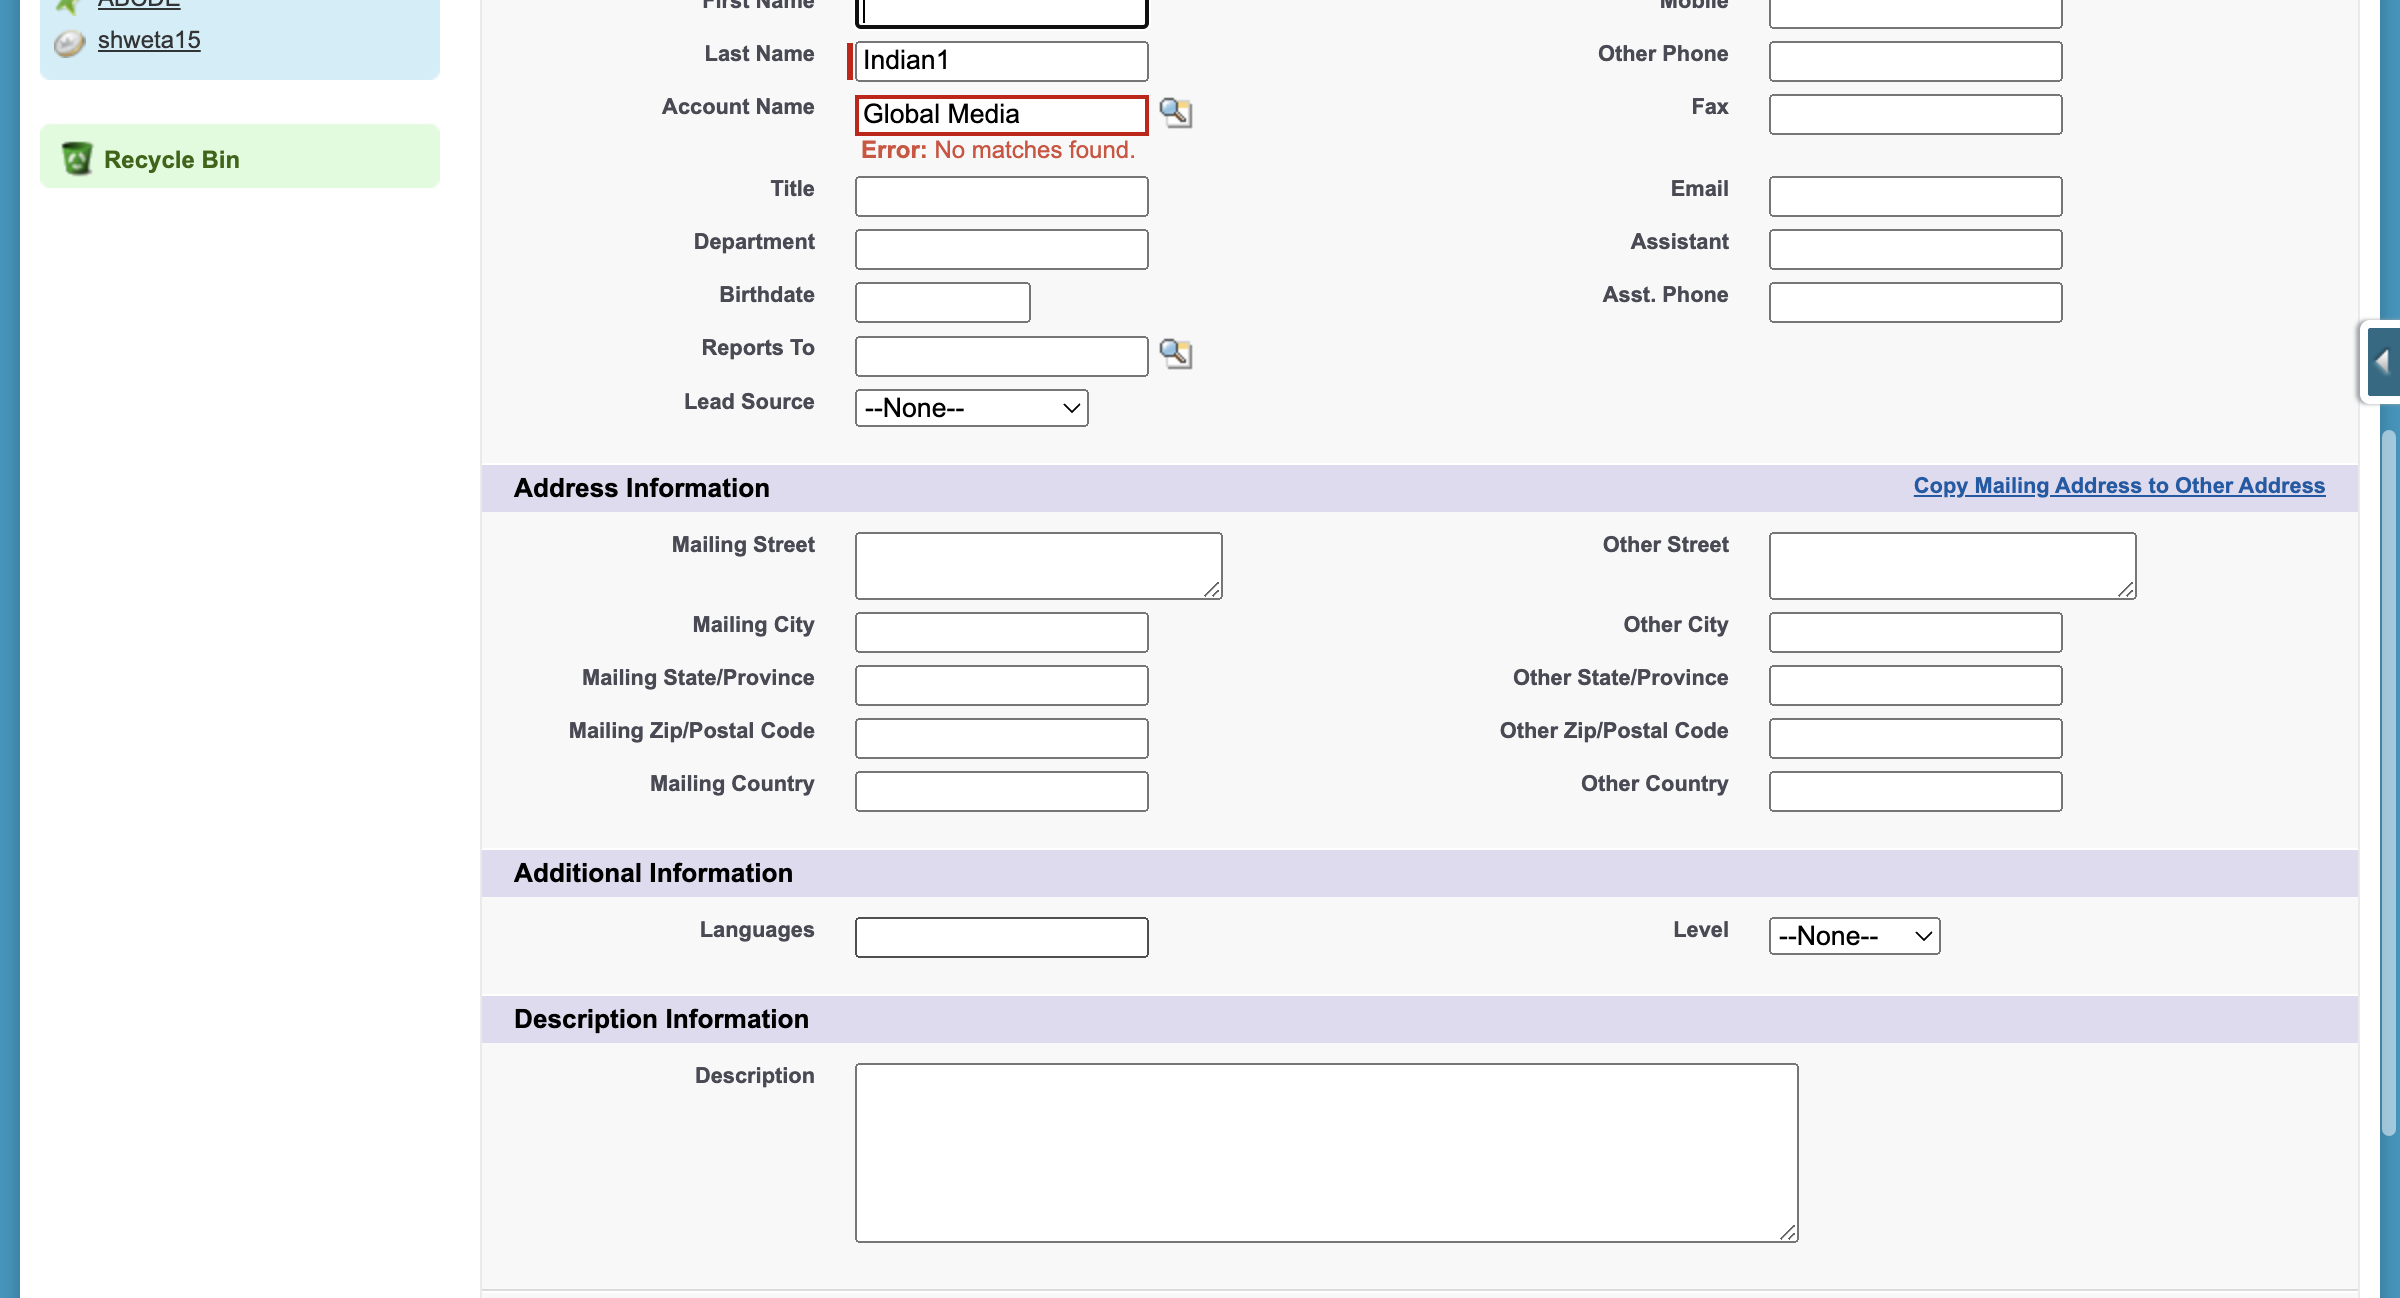 ABCDE
shweta15
Recycle Bin
First Name
Mobile
Last Name Indian1
Other Phone
Account Name Global Media
Fax
Error: No matches found.
Title
Email
Department
Assistant
Birthdate
Asst. Phone
Reports To
Lead Source --None--
Address Information
Copy Mailing Address to Other Address
Mailing Street
Other Street
Mailing City
Other City
Mailing State/Province
Other State/Province
Mailing Zip/Postal Code
Other Zip/Postal Code
Mailing Country
Other Country
Additional Information
Languages
Level --None--
Description Information
Description